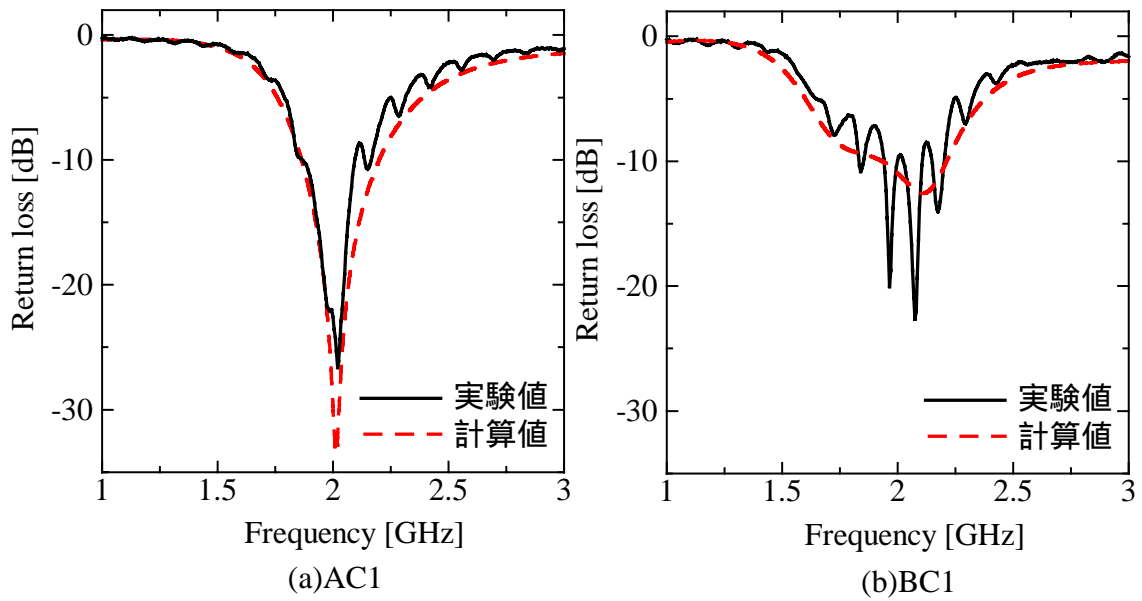 0
-10
-20
-30
Return loss [dB]
実験値
計算値
1
1.5
2
2.5
3
Frequency [GHz]
(a)AC1
0
-10
-20
-30
Return loss [dB]
実験値
計算値
1
1.5
2
2.5
3
Frequency [GHz]
(b)BC1